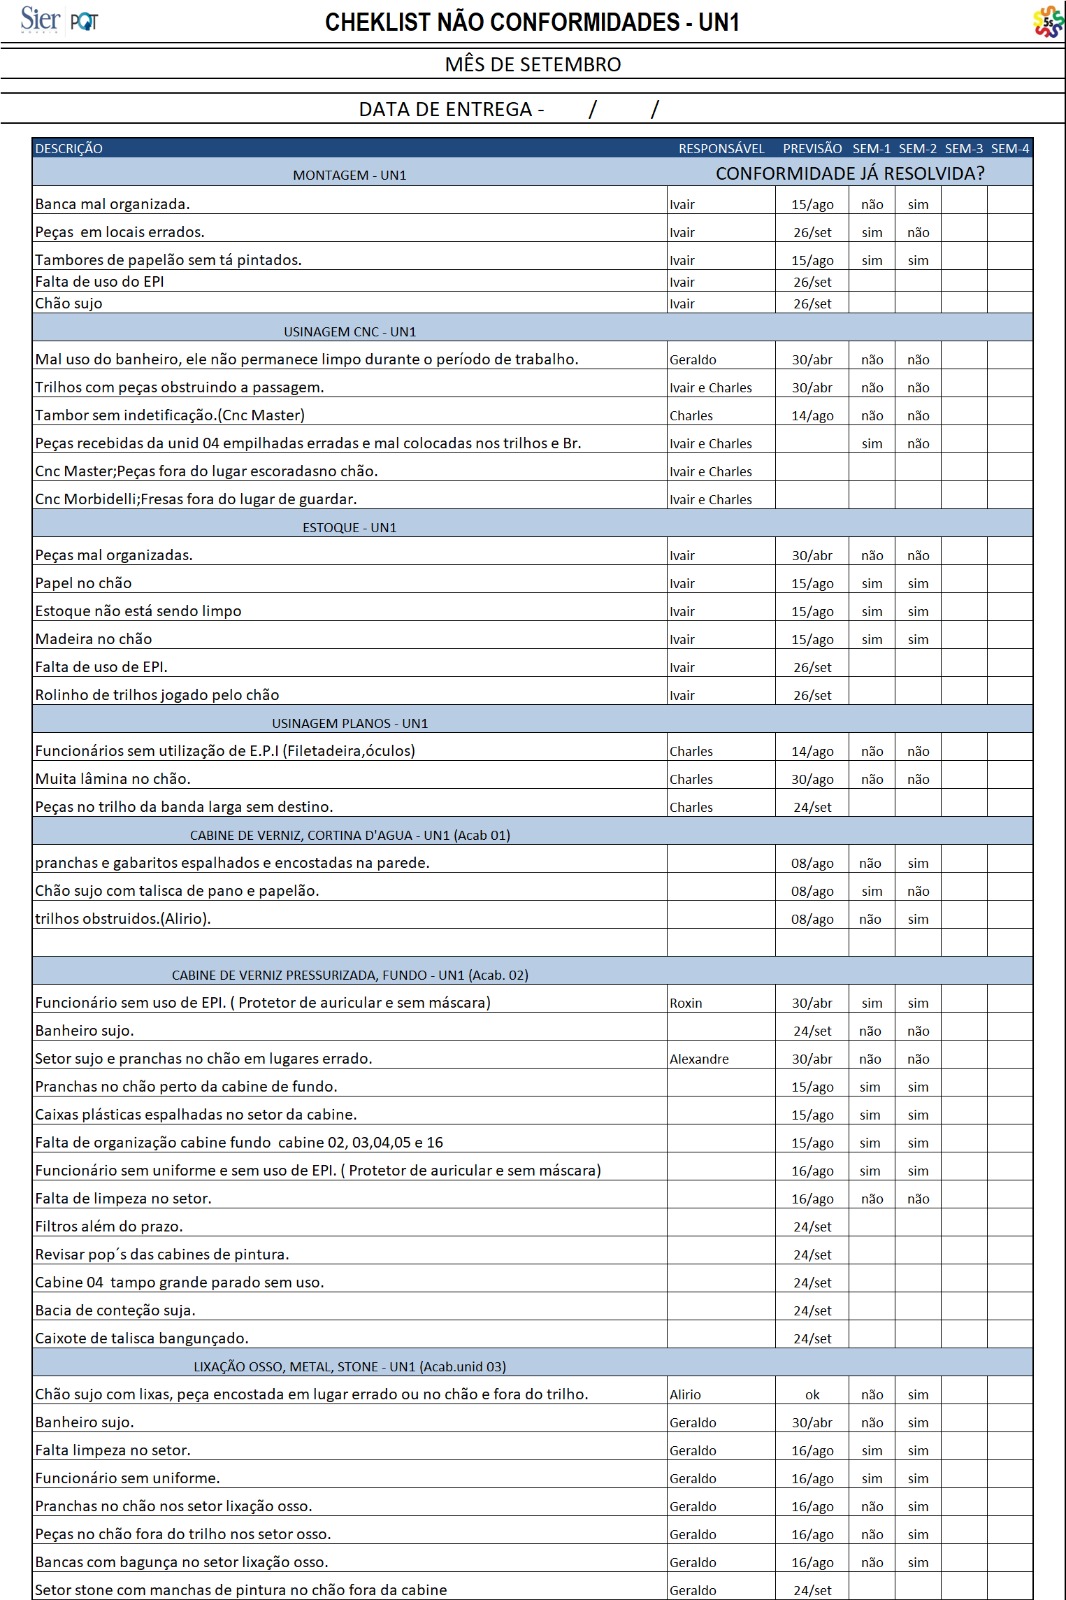 Sier
MÓVEIS
PQT
CHEKLIST NÃO CONFORMIDADES - UN1
5s
MÊS DE SETEMBRO
DATA DE ENTREGA - / /
DESCRIÇÃO RESPONSÁVEL PREVISÃO SEM-1 SEM-2 SEM-3 SEM-4
MONTAGEM - UN1 CONFORMIDADE JÁ RESOLVIDA?
Banca mal organizada. Ivair 15/ago não sim
Peças em locais errados. Ivair 26/set sim não
Tambores de papelão sem tá pintados. Ivair 15/ago sim sim
Falta de uso do EPI Ivair 26/set
Chão sujo Ivair 26/set
USINAGEM CNC - UN1
Mal uso do banheiro, ele não permanece limpo durante o período de trabalho. Geraldo 30/abr não não
Trilhos com peças obstruindo a passagem. Ivair e Charles 30/abr não não
Tambor sem indetificação.(Cnc Master) Charles 14/ago não não
Peças recebidas da unid 04 empilhadas erradas e mal colocadas nos trilhos e Br. Ivair e Charles sim não
Cnc Master;Peças fora do lugar escoradasno chão. Ivair e Charles
Cnc Morbidelli;Fresas fora do lugar de guardar. Ivair e Charles
ESTOQUE - UN1
Peças mal organizadas. Ivair 30/abr não não
Papel no chão Ivair 15/ago sim sim
Estoque não está sendo limpo Ivair 15/ago sim sim
Madeira no chão Ivair 15/ago sim sim
Falta de uso de EPI. Ivair 26/set
Rolinho de trilhos jogado pelo chão Ivair 26/set
USINAGEM PLANOS - UN1
Funcionários sem utilização de E.P.I (Filetadeira,óculos) Charles 14/ago não não
Muita lâmina no chão. Charles 30/ago não não
Peças no trilho da banda larga sem destino. Charles 24/set
CABINE DE VERNIZ, CORTINA D'AGUA - UN1 (Acab 01)
pranchas e gabaritos espalhados e encostadas na parede. 08/ago não sim
Chão sujo com talisca de pano e papelão. 08/ago sim não
trilhos obstruidos.(Alirio). 08/ago não sim
CABINE DE VERNIZ PRESSURIZADA, FUNDO - UN1 (Acab. 02)
Funcionário sem uso de EPI. ( Protetor de auricular e sem máscara) Roxin 30/abr sim sim
Banheiro sujo. 24/set não não
Setor sujo e pranchas no chão em lugares errado. Alexandre 30/abr não não
Pranchas no chão perto da cabine de fundo. 15/ago sim sim
Caixas plásticas espalhadas no setor da cabine. 15/ago sim sim
Falta de organização cabine fundo cabine 02, 03,04,05 e 16 15/ago sim sim
Funcionário sem uniforme e sem uso de EPI. ( Protetor de auricular e sem máscara) 16/ago sim sim
Falta de limpeza no setor. 16/ago não não
Filtros além do prazo. 24/set
Revisar pop´s das cabines de pintura. 24/set
Cabine 04 tampo grande parado sem uso. 24/set
Bacia de conteção suja. 24/set
Caixote de talisca bangunçado. 24/set
LIXAÇÃO OSSO, METAL, STONE - UN1 (Acab.unid 03)
Chão sujo com lixas, peça encostada em lugar errado ou no chão e fora do trilho. Alirio ok não sim
Banheiro sujo. Geraldo 30/abr não sim
Falta limpeza no setor. Geraldo 16/ago sim sim
Funcionário sem uniforme. Geraldo 16/ago sim sim
Pranchas no chão nos setor lixação osso. Geraldo 16/ago não sim
Peças no chão fora do trilho nos setor osso. Geraldo 16/ago não sim
Bancas com bagunça no setor lixação osso. Geraldo 16/ago não sim
Setor stone com manchas de pintura no chão fora da cabine Geraldo 24/set